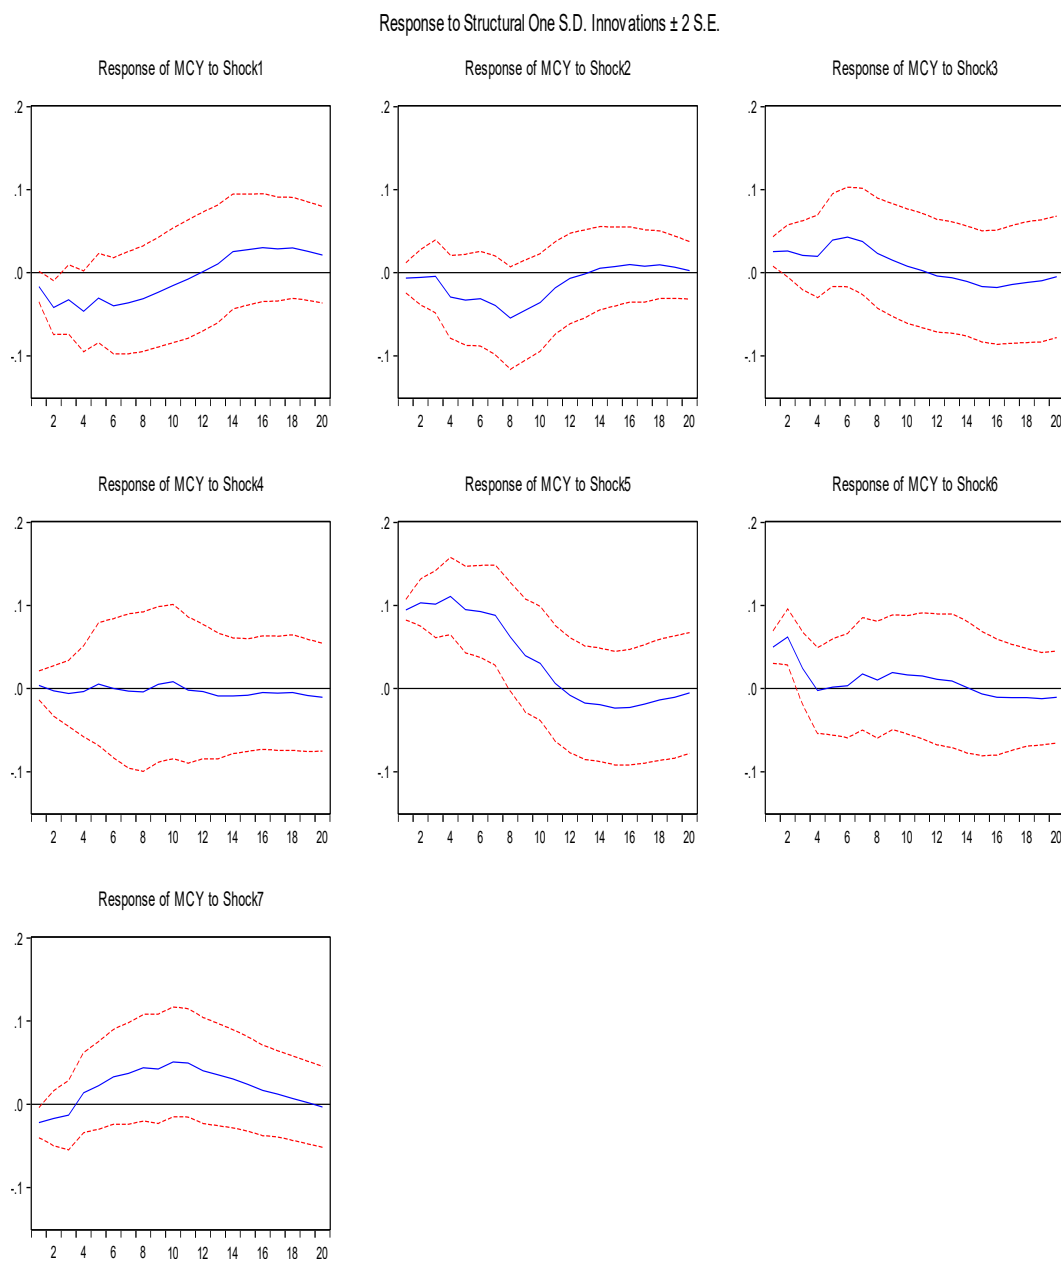 Response to Structural One S.D. Innovations ± 2 S.E.
Response of MCY to Shock1
Response of MCY to Shock2
Response of MCY to Shock3
.2
.1
.0
-.1
2 4 6 8 10 12 14 16 18 20
.2
.1
.0
-.1
2 4 6 8 10 12 14 16 18 20
.2
.1
.0
-.1
2 4 6 8 10 12 14 16 18 20
Response of MCY to Shock4
Response of MCY to Shock5
Response of MCY to Shock6
.2
.1
.0
-.1
2 4 6 8 10 12 14 16 18 20
.2
.1
.0
-.1
2 4 6 8 10 12 14 16 18 20
.2
.1
.0
-.1
2 4 6 8 10 12 14 16 18 20
Response of MCY to Shock7
.2
.1
.0
-.1
2 4 6 8 10 12 14 16 18 20